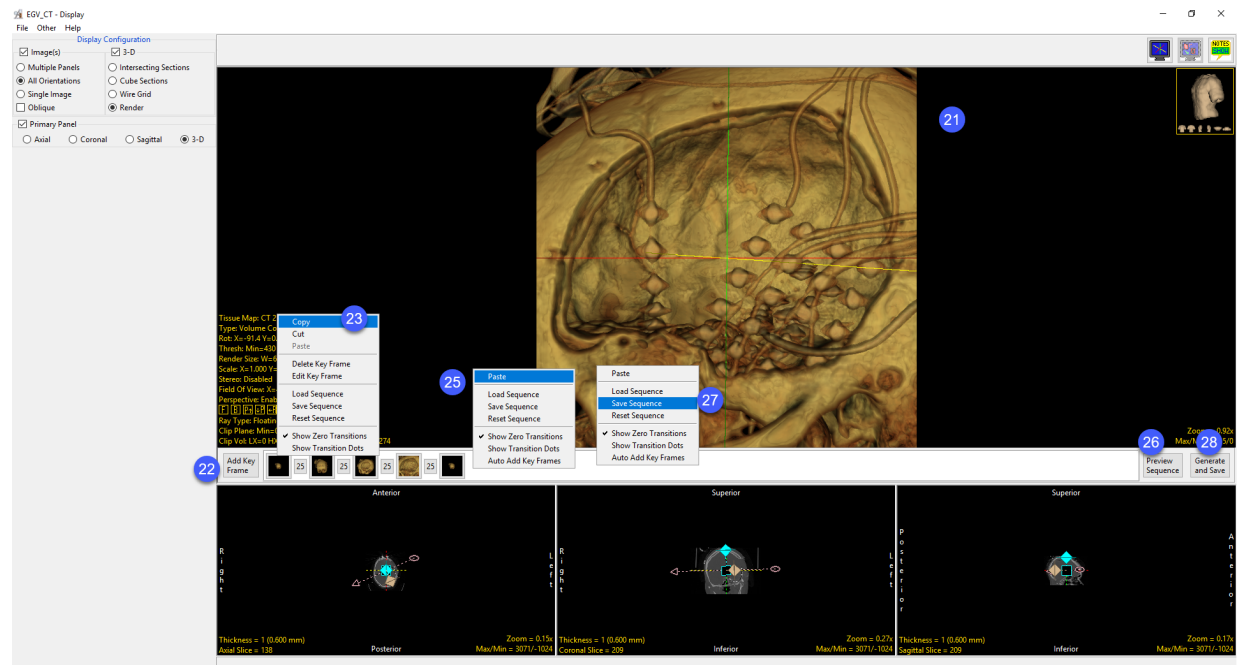 EGV_CT - Display
File Other Help
Display Configuration
Image(s)
3-D
Multiple Panels
Intersecting Sections
All Orientations
Cube Sections
Single Image
Wire Grid
Oblique
Render
Primary Panel
Axial Coronal Sagittal 3-D
NOTES
SHOW
21
Tissue Map: CT 2
Type: Volume Co
Rot: X=-91.4 Y=0.
Thresh: Min=430
Render Size: W=6
Scale: X=1.000 Y=
Stereo: Disabled
Field Of View: X=
Perspective: Enab
Ray Type: Floatin
Clip Plane: Min=0
Clip Vol: LX=0 HX
274
Copy
23
Cut
Paste
Delete Key Frame
Edit Key Frame
Load Sequence
Save Sequence
Reset Sequence
Show Zero Transitions
Show Transition Dots
25
Paste
Load Sequence
Save Sequence
Reset Sequence
Show Zero Transitions
Show Transition Dots
Auto Add Key Frames
Paste
Load Sequence
Save Sequence
27
Reset Sequence
Show Zero Transitions
Show Transition Dots
Auto Add Key Frames
22
Add Key
Frame
25 25 25 25
26
Preview
Sequence
28
Generate
and Save
Anterior
Right
Left
Thickness = 1 (0.600 mm)
Axial Slice = 138
Posterior
Zoom = 0.15x
Max/Min = 3071/-1024
Superior
Right
Left
Thickness = 1 (0.600 mm)
Coronal Slice = 209
Inferior
Zoom = 0.27x
Max/Min = 3071/-1024
Superior
Posterior
Anterior
Thickness = 1 (0.600 mm)
Sagittal Slice = 209
Inferior
Zoom = 0.17x
Max/Min = 3071/-1024